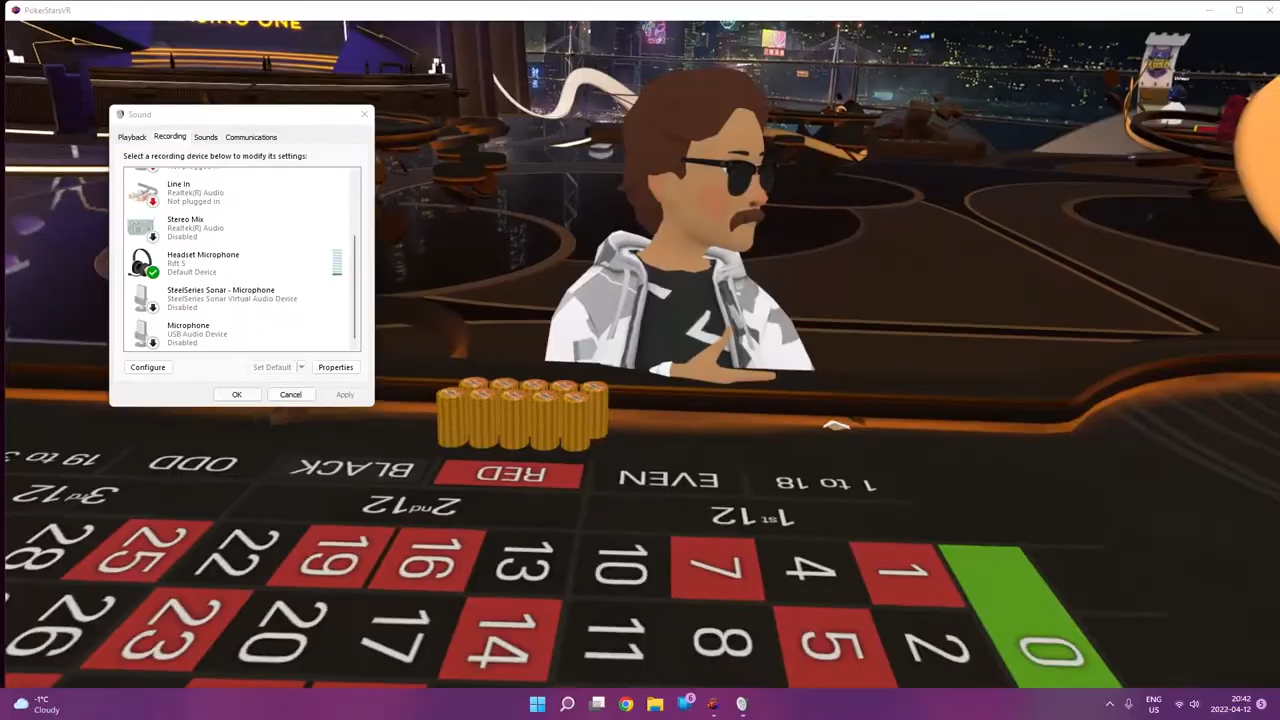 PokerStarsVR
ING ONE
Sound
Playback Recording Sounds Communications
Select a recording device below to modify its settings:
Line In
Realtek(R) Audio
Not plugged in
Stereo Mix
Realtek(R) Audio
Disabled
Headset Microphone
Rift S
Default Device
SteelSeries Sonar - Microphone
SteelSeries Sonar Virtual Audio Device
Disabled
Microphone
USB Audio Device
Disabled
Configure Set Default Properties
OK Cancel Apply
19 to 3 ODD BLACK RED EVEN 1 to 18
3rd 12 2nd 12 1st 12
28 25 22 19 16 13 10 7 4 1
26 23 20 17 14 11 8 5 2 0
-1°C
Cloudy
6
ENG
US
20:42
2022-04-12
3